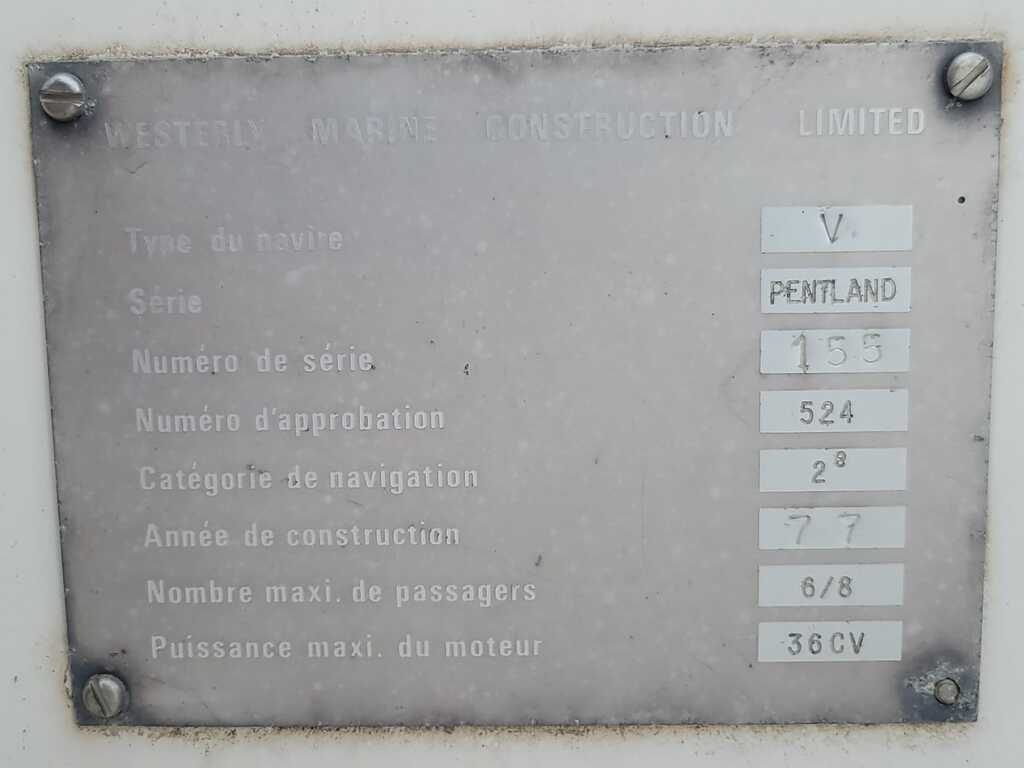 WESTERLY MARINE CONSTRUCTION LIMITED
Type du navire V
Série PENTLAND
Numéro de série 155
Numéro d'approbation 524
Catégorie de navigation 2⁸
Année de construction 77
Nombre maxi. de passagers 6/8
Puissance maxi. du moteur 36CV